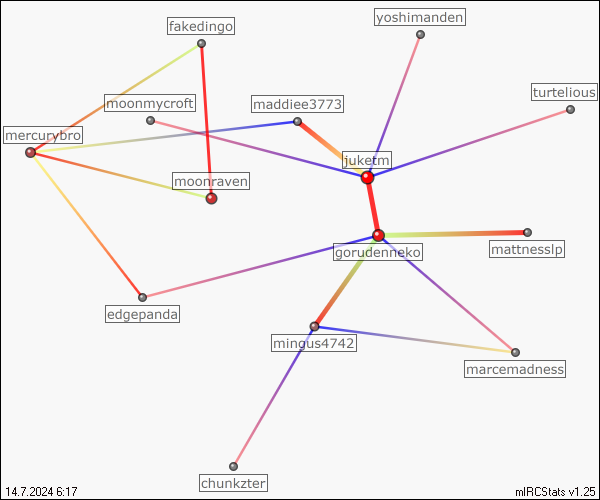 yoshimanden
fakedingo
turtelious
moonmycroft
maddiee3773
mercurybro
juketm
moonraven
mattnesslp
gorudenneko
edgepanda
mingus4742
marcemadness
chunkzter
14.7.2024 6:17
mIRCStats v1.25